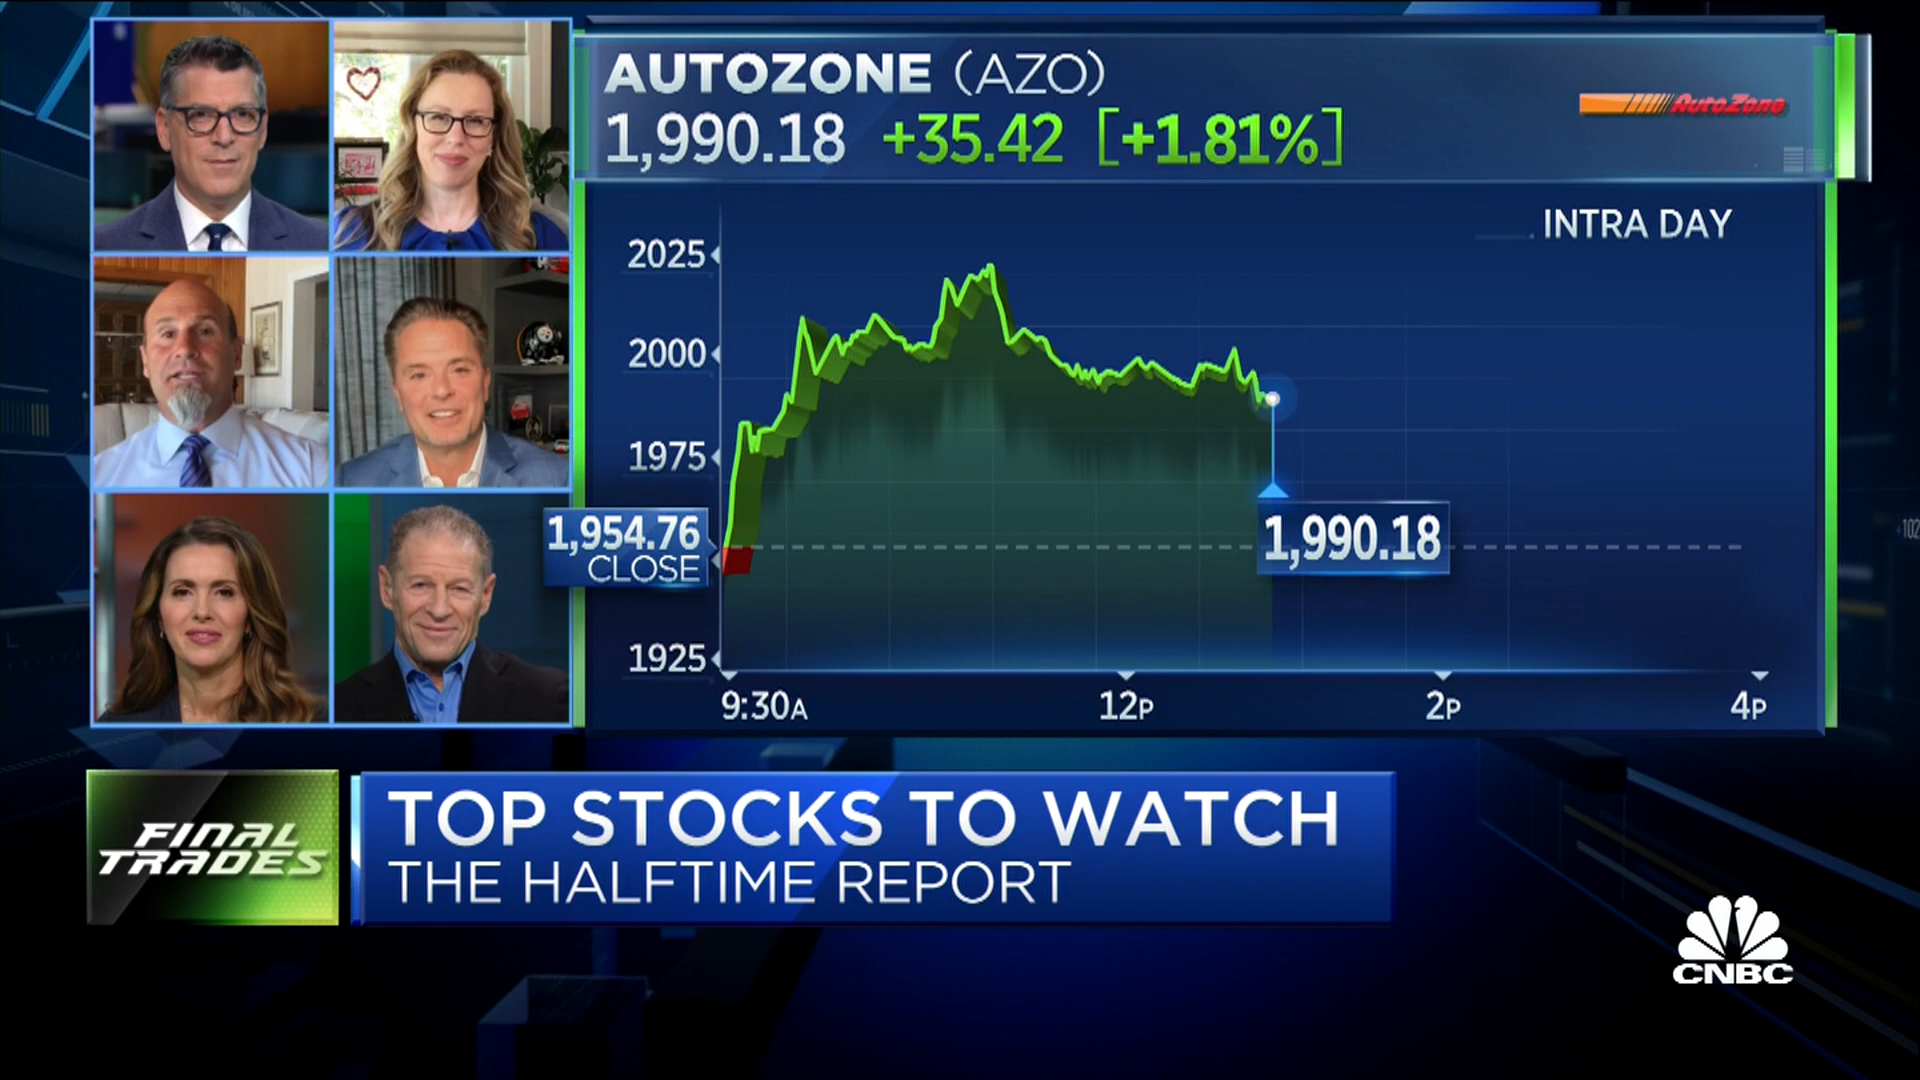 AUTOZONE (AZO)
1,990.18 +35.42 [+1.81%]
AutoZone
INTRA DAY
2025
2000
1975
1,954.76
CLOSE
1,990.18
1925
9:30A 12P 2P 4P
FINAL
TRADES
TOP STOCKS TO WATCH
THE HALFTIME REPORT
CNBC